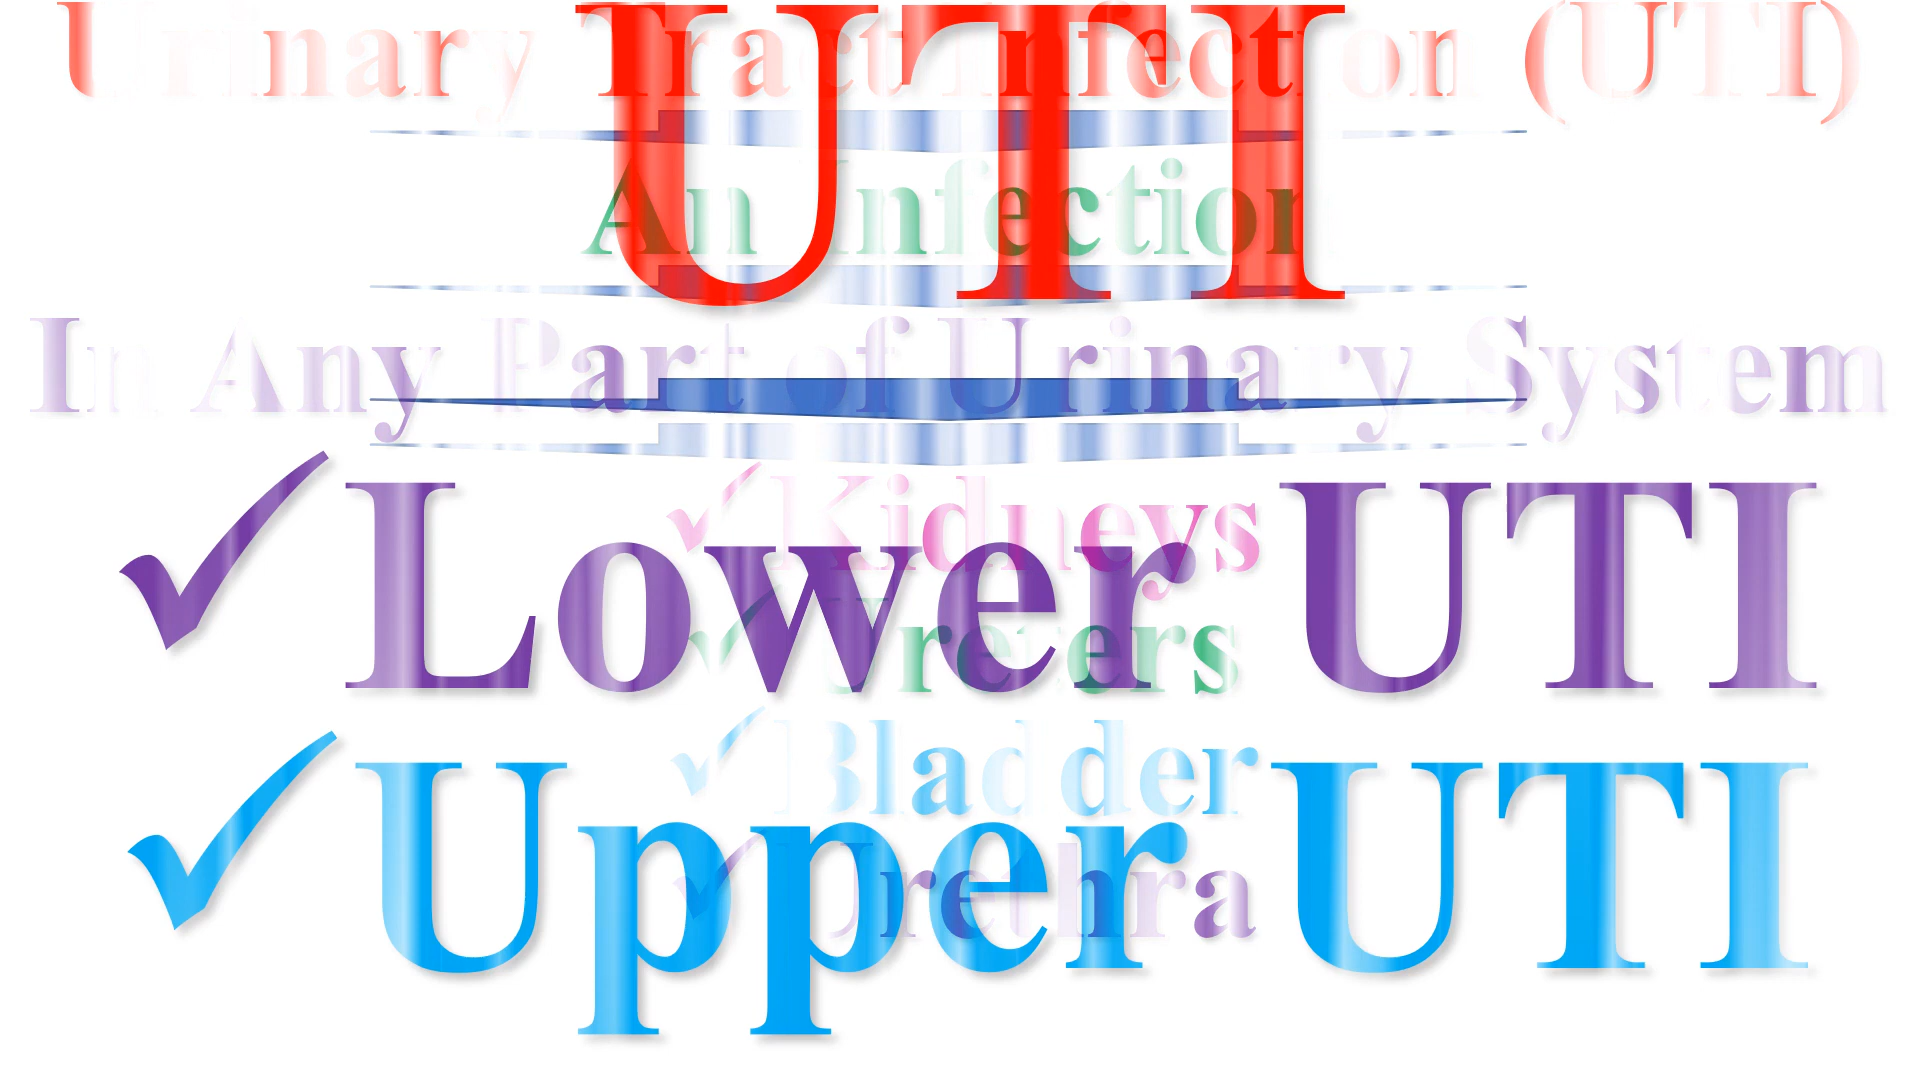 Urinary Tract Infection (UTI)
UTI
An Infection
In Any Part of Urinary System
✓Kidneys
✓Lower UTI
✓Ureters
✓Bladder
✓Upper UTI
✓Urethra